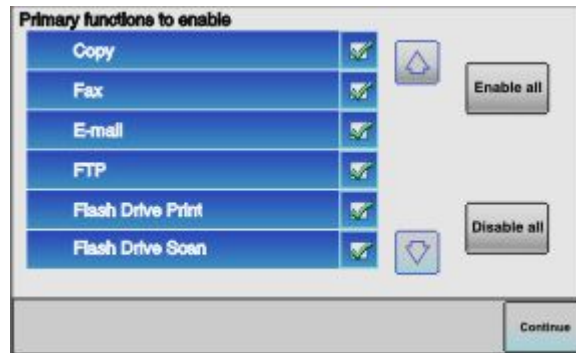 Primary functions to enable
Copy
Fax
Enable all
E-mail
FTP
Flash Drive Print
Disable all
Flash Drive Scan
Continue